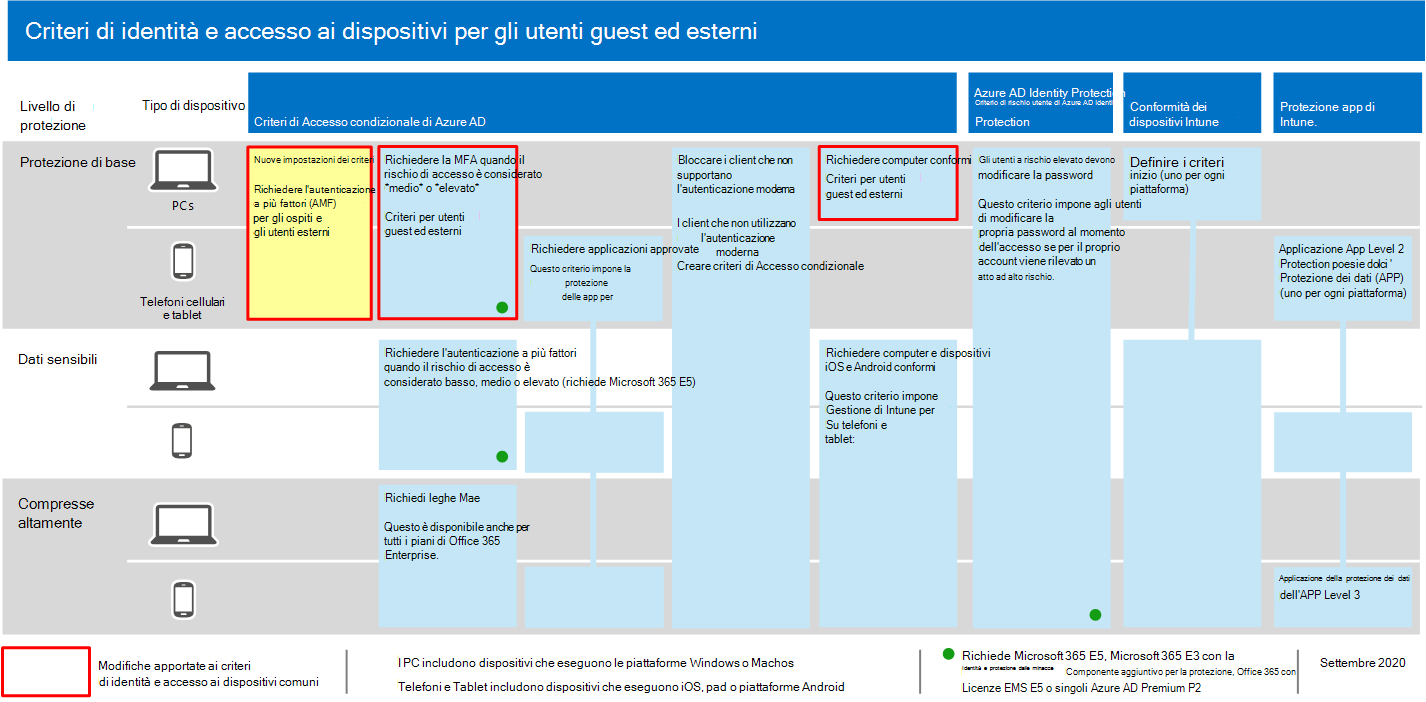 Criteri di identità e accesso ai dispositivi per gli utenti guest ed esterni
Livello di
protezione
Tipo di dispositivo
Criteri di Accesso condizionale di Azure AD
Azure AD Identity Protection
Criterio di rischio utente di Azure AD Identi
Protection
Conformità dei
dispositivi Intune
Protezione app di
Intune.
Protezione di base
PCs
Telefoni cellulari
e tablet
Nuove impostazioni dei criteri
Richiedere l'autenticazione
a più fattori (AMF)
per gli ospiti e
gli utenti esterni
Richiedere la MFA quando il
rischio di accesso è considerato
*medio* o *elevato*
Criteri per utenti
guest ed esterni
Richiedere applicazioni approvate
Questo criterio impone la
protezione
delle app per
Bloccare i client che non
supportano
l'autenticazione moderna
I client che non utilizzano
l'autenticazione
moderna
Creare criteri di Accesso condizionale
Richiedere computer conformi
Criteri per utenti
guest ed esterni
Gli utenti a rischio elevato devono
modificare la password
Questo criterio impone agli utenti
di modificare la
propria password al momento
dell'accesso se per il proprio
account viene rilevato un
atto ad alto rischio.
Definire i criteri
inizio (uno per ogni
piattaforma)
Applicazione App Level 2
Protection poesie dolci '
Protezione dei dati (APP)
(uno per ogni piattaforma)
Dati sensibili
Richiedere l'autenticazione a più fattori
quando il rischio di accesso è
considerato basso, medio o elevato (richiede Microsoft 365 E5)
Richiedere computer e dispositivi
iOS e Android conformi
Questo criterio impone
Gestione di Intune per
Su telefoni e
tablet:
Compresse
altamente
Richiedi leghe Mae
Questo è disponibile anche per
tutti i piani di Office 365
Enterprise.
Applicazione della protezione dei dati
dell'APP Level 3
Modifiche apportate ai criteri
di identità e accesso ai dispositivi comuni
I PC includono dispositivi che eseguono le piattaforme Windows o Machos
Telefoni e Tablet includono dispositivi che eseguono iOS, pad o piattaforme Android
Richiede Microsoft 365 E5, Microsoft 365 E3 con la
Identità e protezione dalle minacce
Componente aggiuntivo per la protezione, Office 365 con
Licenze EMS E5 o singoli Azure AD Premium P2
Settembre 2020